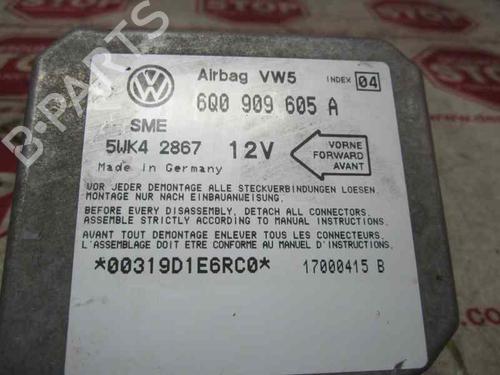 Airbag VW5 INDEX 04
6Q0 909 605 A
SME
5WK4 2867 12V
Made in Germany
VORNE
FORWARD
AVANT
VOR JEDER DEMONTAGE ALLE STECKVERBINDUNGEN LOESEN.
MONTAGE NUR NACH EINBAUANWEISUNG.
BEFORE EVERY DISASSEMBLY, DETACH ALL CONNECTORS.
ASSEMBLE STRICTLY ACCORDING TO MANUAL INSTRUCTIONS.
AVANT TOUT DEMONTAGE ENLEVER TOUS LES CONNECTEURS.
L'ASSEMBLAGE DOIT ETRE CONFORME AU MANUEL D'INSTRUCTIONS.
*00319D1E6RC0* 17000415 B
B-PARTS